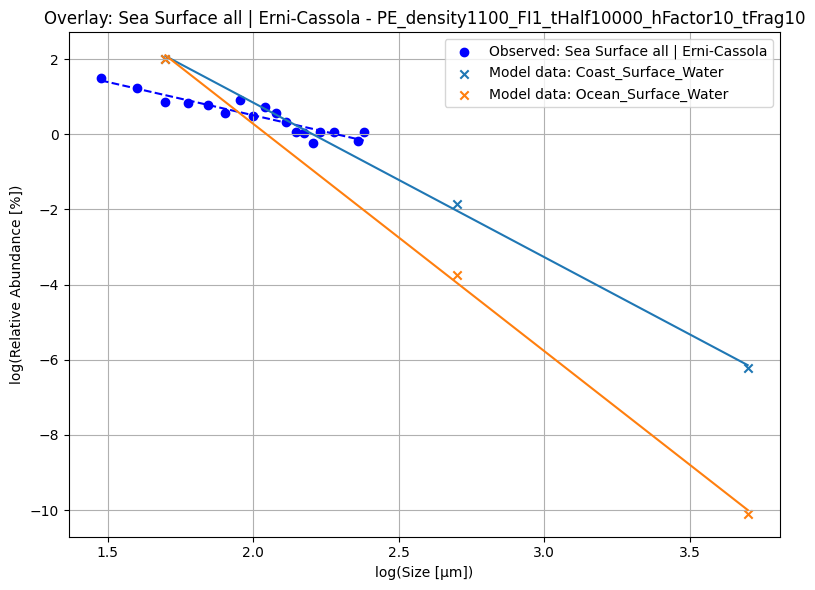 Overlay: Sea Surface all | Erni-Cassola - PE_density1100_FI1_tHalf10000_hFactor10_tFrag10
Observed: Sea Surface all | Erni-Cassola
Model data: Coast_Surface_Water
Model data: Ocean_Surface_Water
log(Relative Abundance [%])
2
0
−2
−4
−6
−8
−10
1.5
2.0
2.5
3.0
3.5
log(Size [µm])